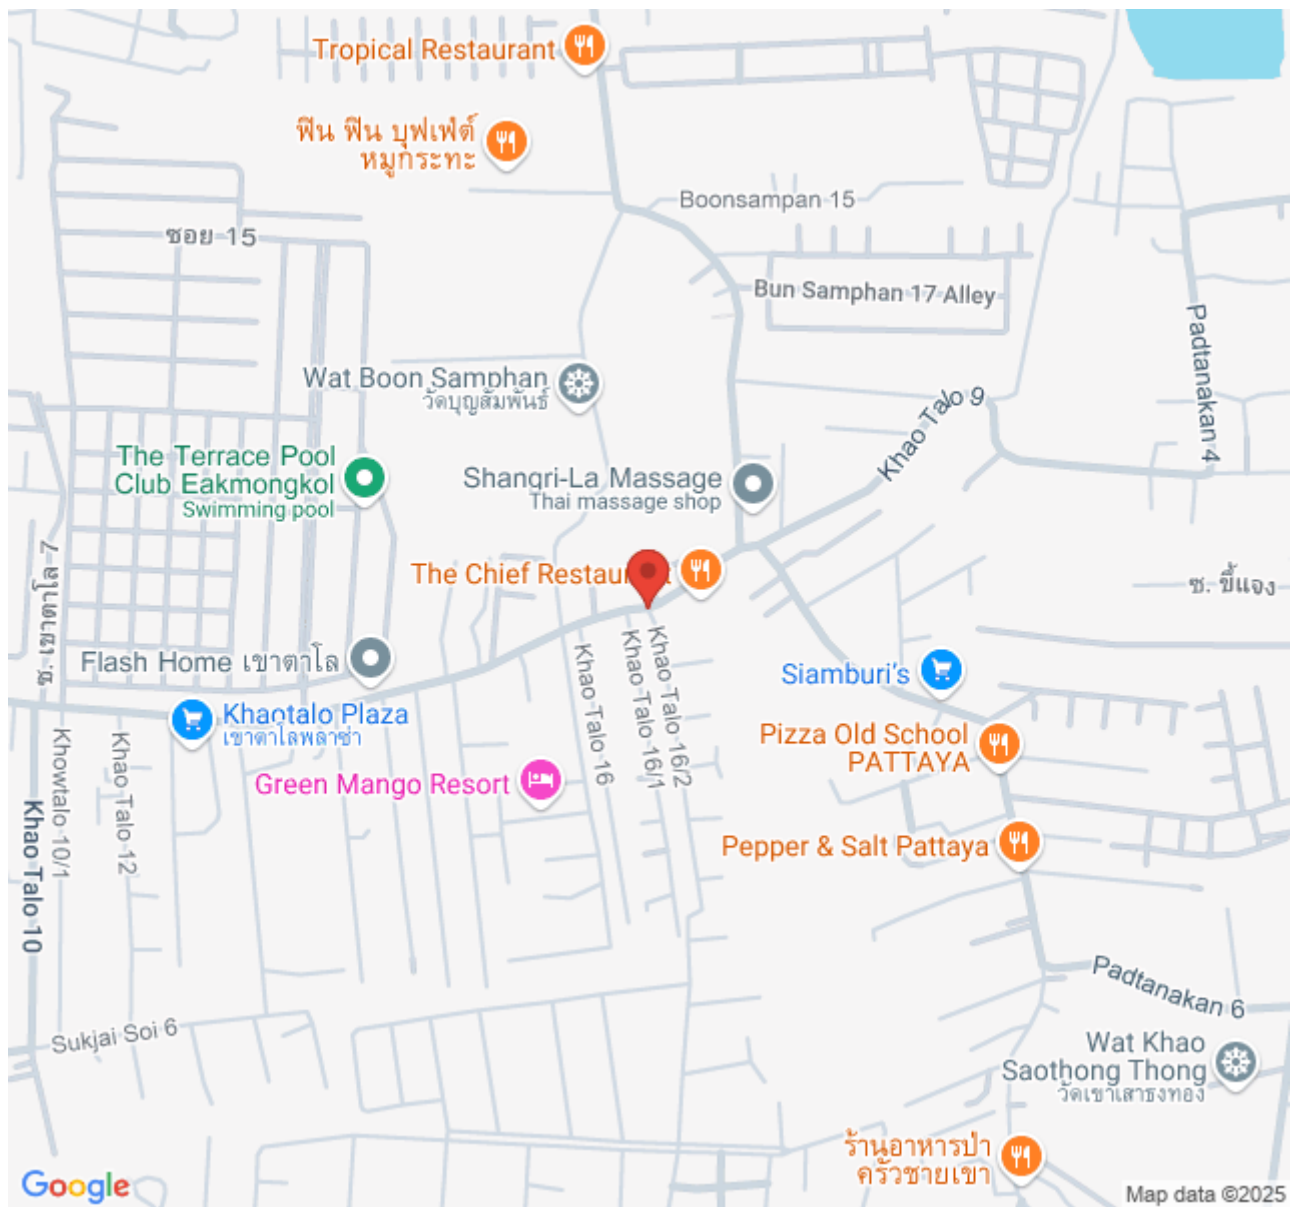 Tropical Restaurant
ฟิน ฟิน บุฟเฟ่ต์
หมูกระทะ
Boonsampan 15
ซอย 15
Bun Samphan 17 Alley
Padtanakan 4
Wat Boon Samphan
วัดบุญสัมพันธ์
Khao Talo 9
The Terrace Pool
Club Eakmongkol
Swimming pool
Shangri-La Massage
Thai massage shop
The Chief Restaurant
ซ. ขี้แจง
ซ. เขาตาโล 7
Flash Home เขาตาโล
Siamburi's
Khaotalo Plaza
เขาตาโลพลาซ่า
Khao Talo 16
Khao Talo 16/1
Khao Talo 16/2
Pizza Old School
PATTAYA
Green Mango Resort
Khowtalo 10/1
Khao Talo 12
Khao Talo 10
Pepper & Salt Pattaya
Padtanakan 6
Sukjai Soi 6
Wat Khao
Saothong Thong
วัดเขาเสาธงทอง
ร้านอาหารป่า
ครัวชายเขา
Google
Map data ©2025